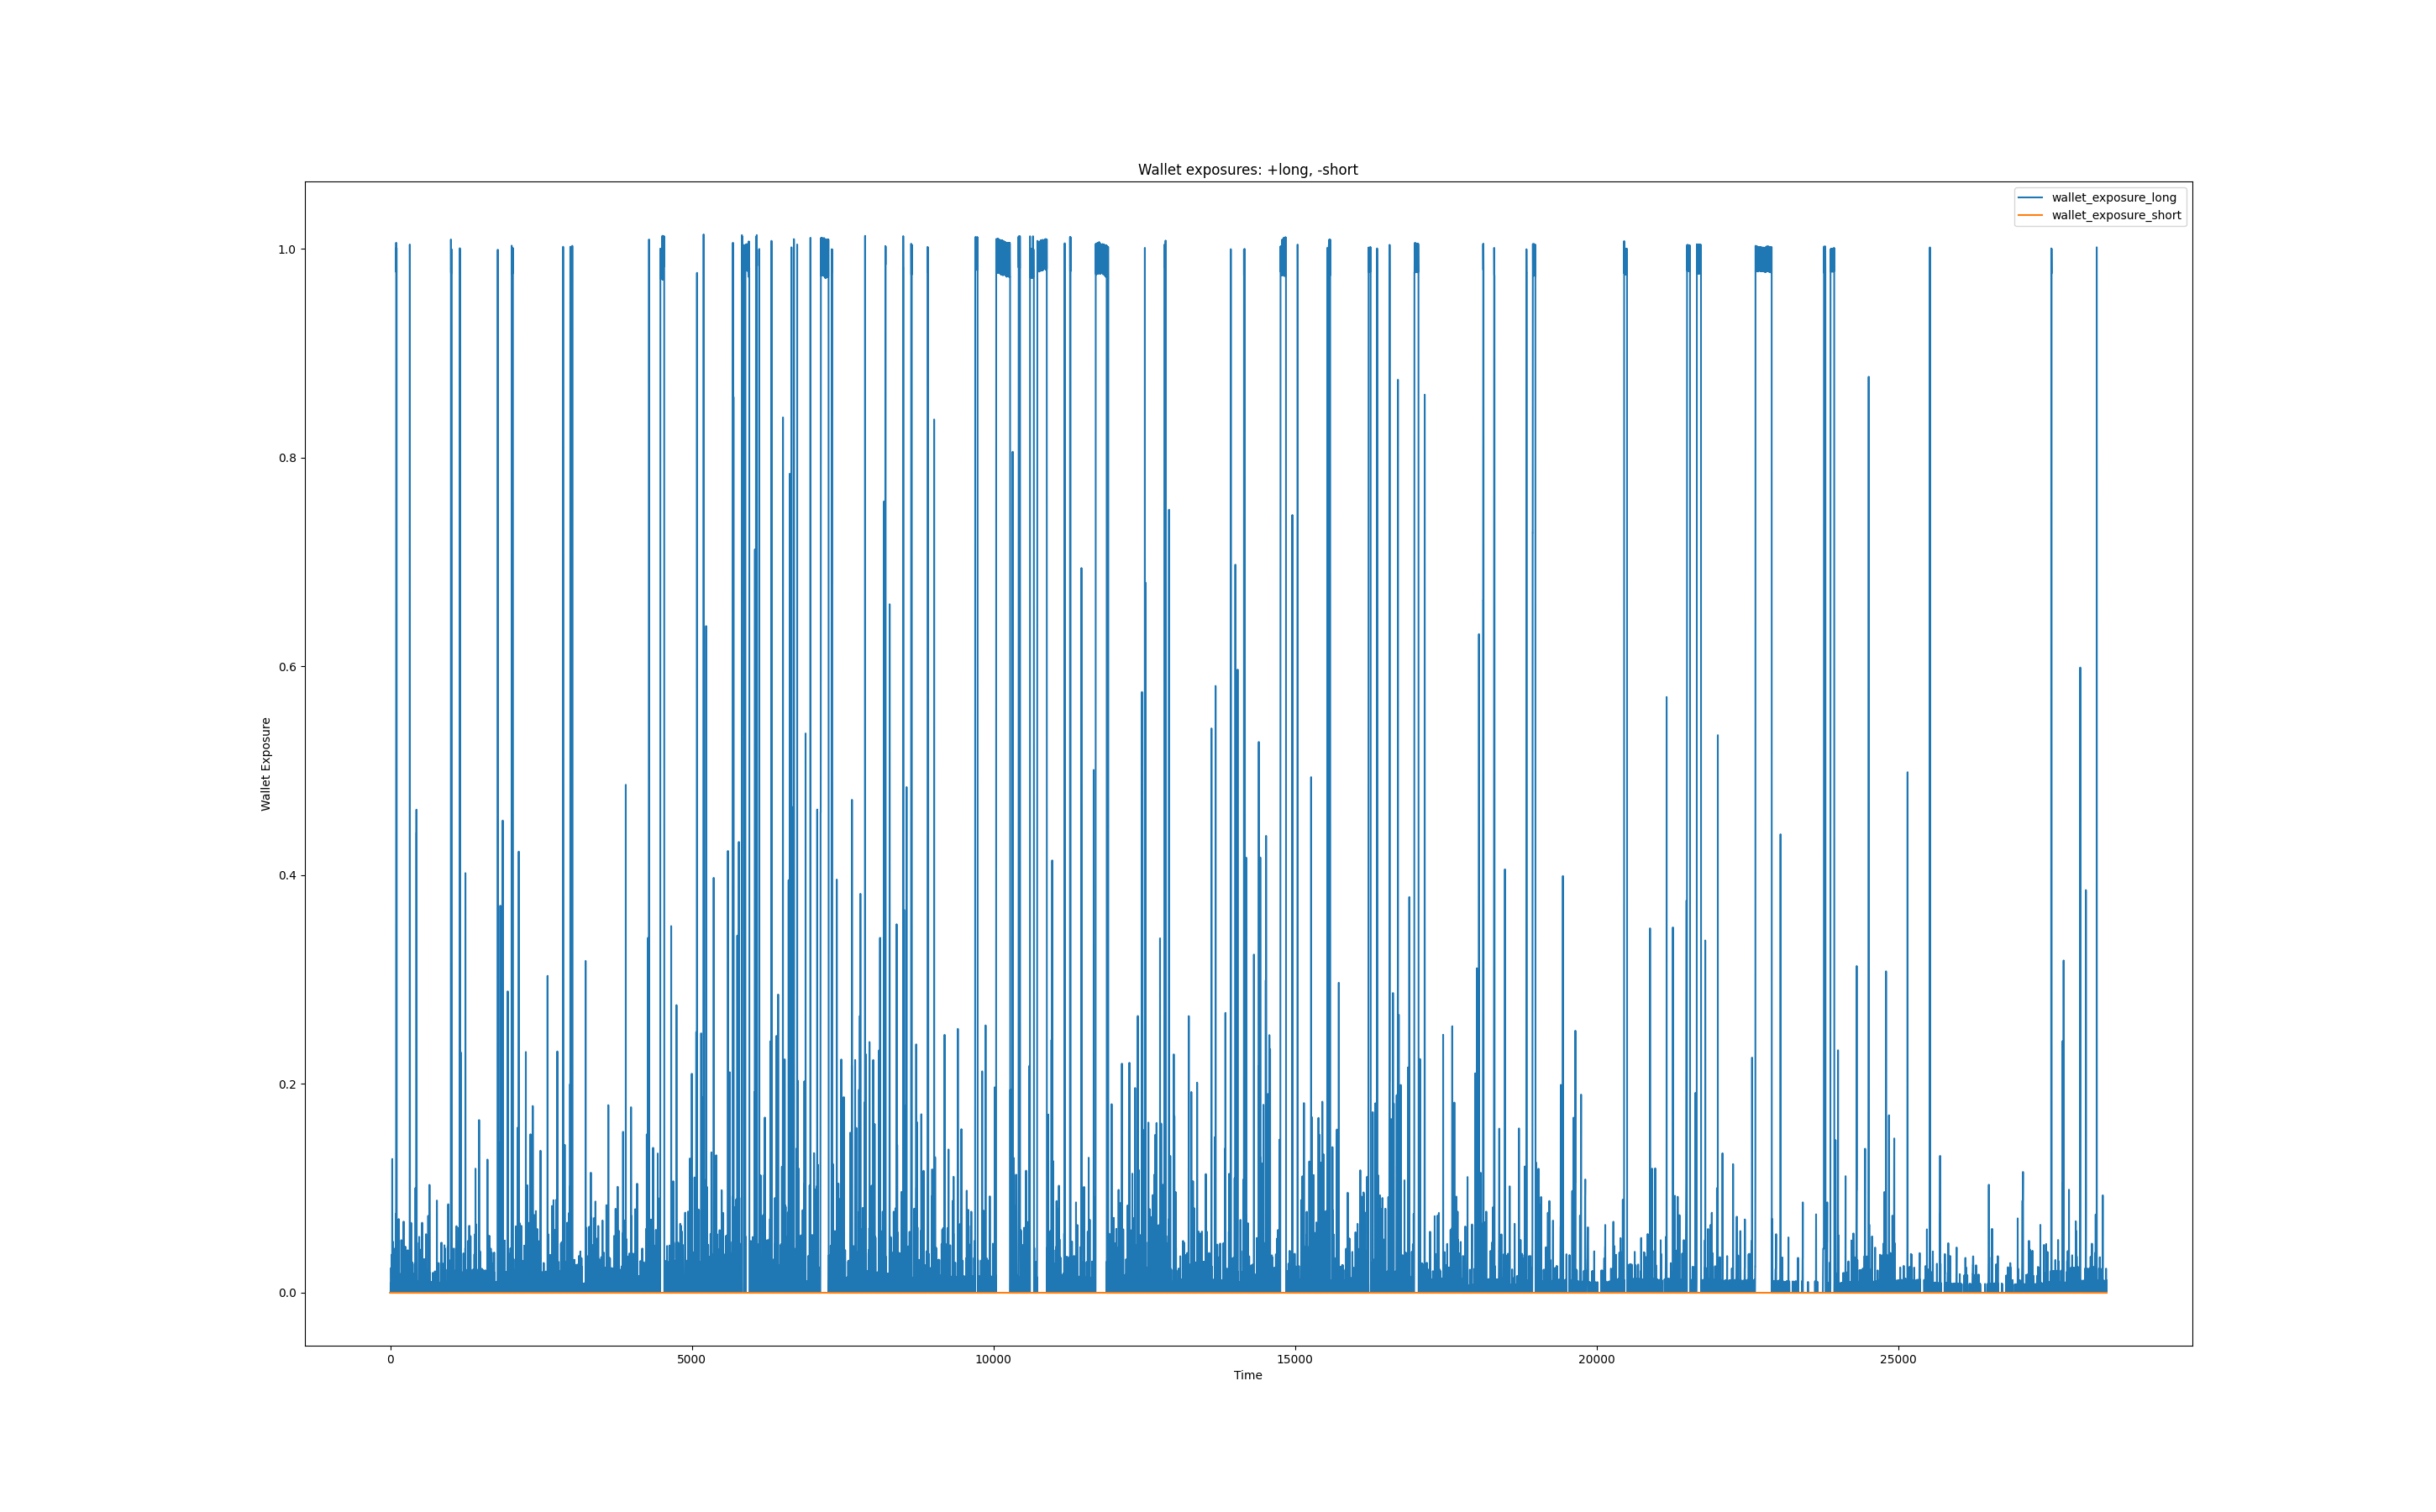 Wallet exposures: +long, -short
wallet_exposure_long
wallet_exposure_short
1.0
0.8
0.6
0.4
0.2
0.0
Wallet Exposure
0 5000 10000 15000 20000 25000
Time